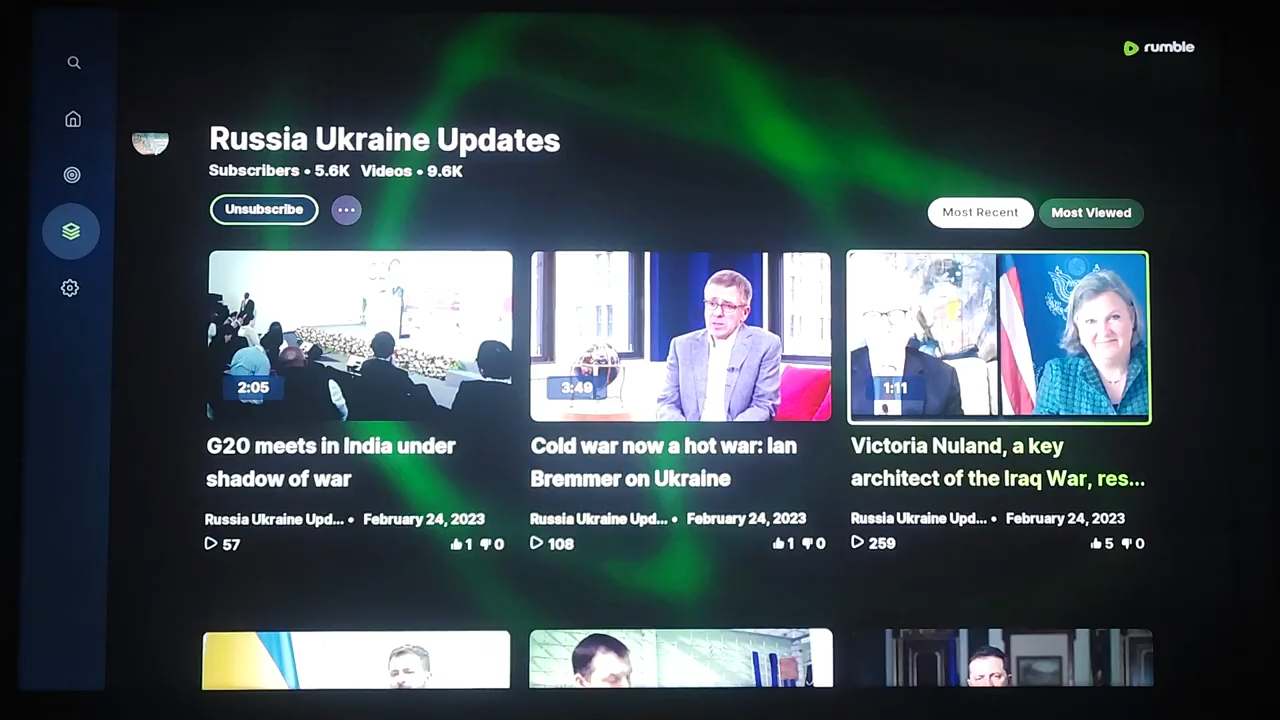 rumble
Russia Ukraine Updates
Subscribers • 5.6K Videos • 9.6K
Unsubscribe
Most Recent
Most Viewed
2:05
3:49
1:11
G20 meets in India under
shadow of war
Cold war now a hot war: Ian
Bremmer on Ukraine
Victoria Nuland, a key
architect of the Iraq War, res...
Russia Ukraine Upd... • February 24, 2023
Russia Ukraine Upd... • February 24, 2023
Russia Ukraine Upd... • February 24, 2023
57
1 0
108
1 0
259
5 0